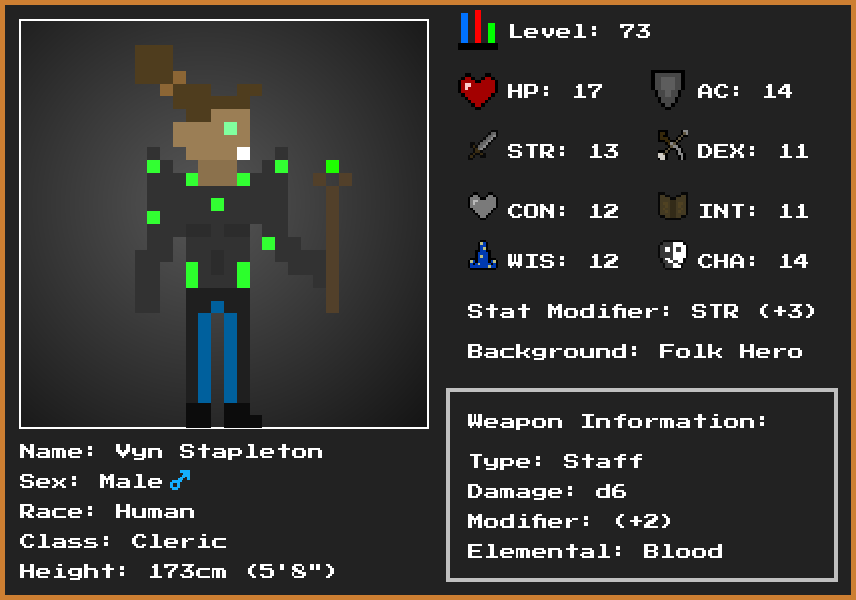 Level: 73
HP: 17
AC: 14
STR: 13
DEX: 11
CON: 12
INT: 11
WIS: 12
CHA: 14
Stat Modifier: STR (+3)
Background: Folk Hero
Weapon Information:
Type: Staff
Damage: d6
Modifier: (+2)
Elemental: Blood
Name: Vyn Stapleton
Sex: Male ♂
Race: Human
Class: Cleric
Height: 173cm (5'8")